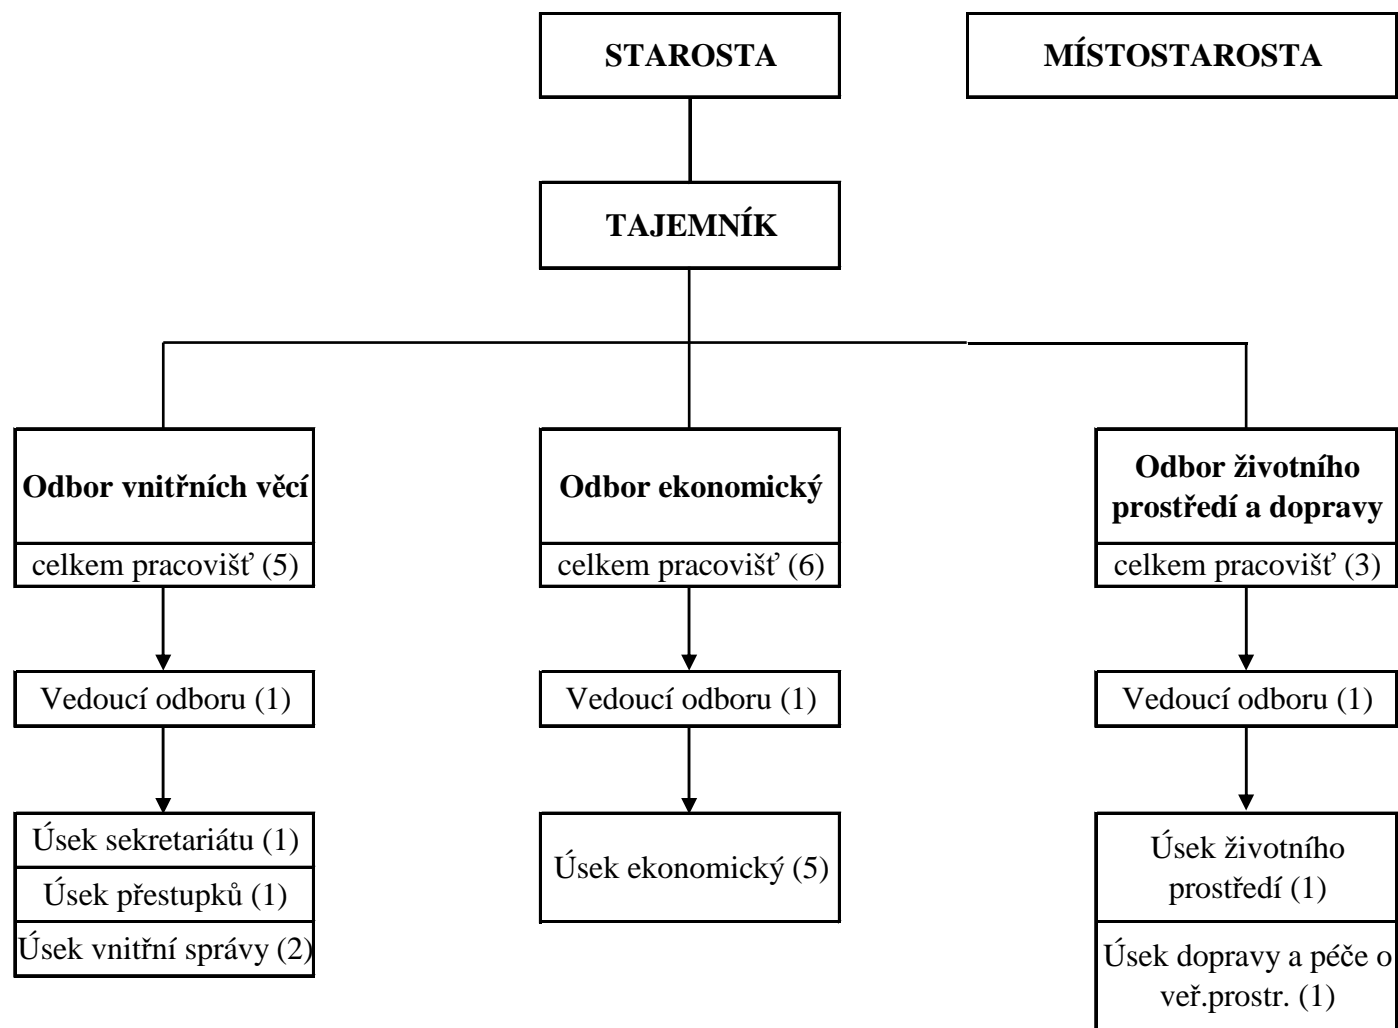 STAROSTA
MÍSTOSTAROSTA
TAJEMNÍK
Odbor vnitřních věcí
celkem pracovišť (5)
Vedoucí odboru (1)
Úsek sekretariátu (1)
Úsek přestupků (1)
Úsek vnitřní správy (2)
Odbor ekonomický
celkem pracovišť (6)
Vedoucí odboru (1)
Úsek ekonomický (5)
Odbor životního
prostředí a dopravy
celkem pracovišť (3)
Vedoucí odboru (1)
Úsek životního
prostředí (1)
Úsek dopravy a péče o
veř.prostr. (1)